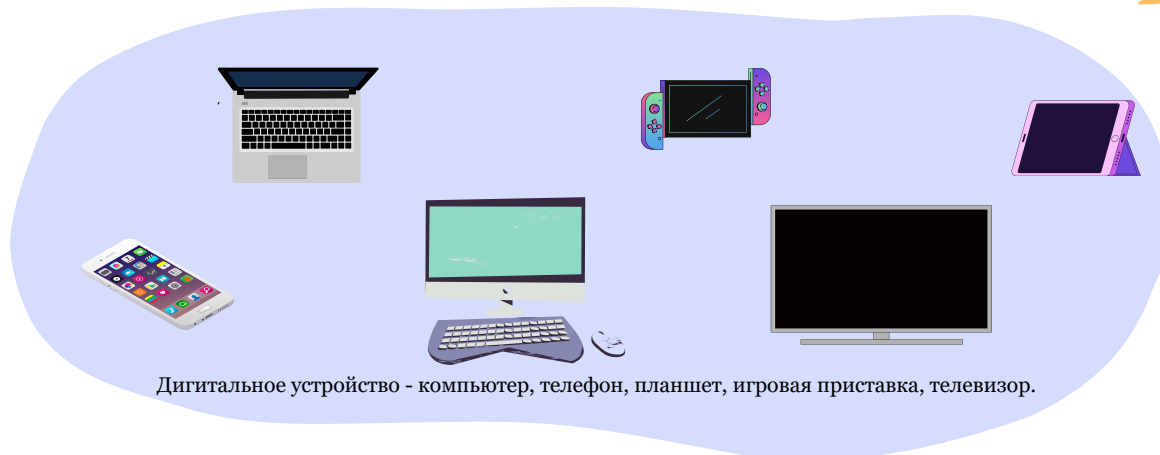 Дигитальное устройство - компьютер, телефон, планшет, игровая приставка, телевизор.